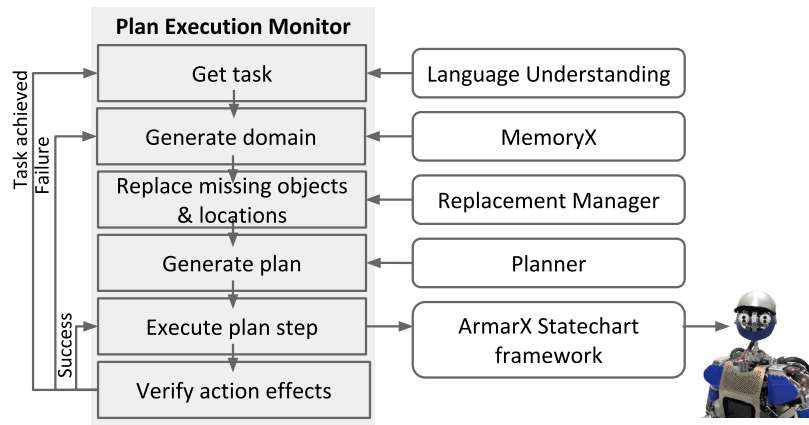 Plan Execution Monitor
Get task
Language Understanding
Generate domain
MemoryX
Replace missing objects
& locations
Replacement Manager
Generate plan
Planner
Execute plan step
ArmarX Statechart
framework
Verify action effects
Task achieved
Failure
Success